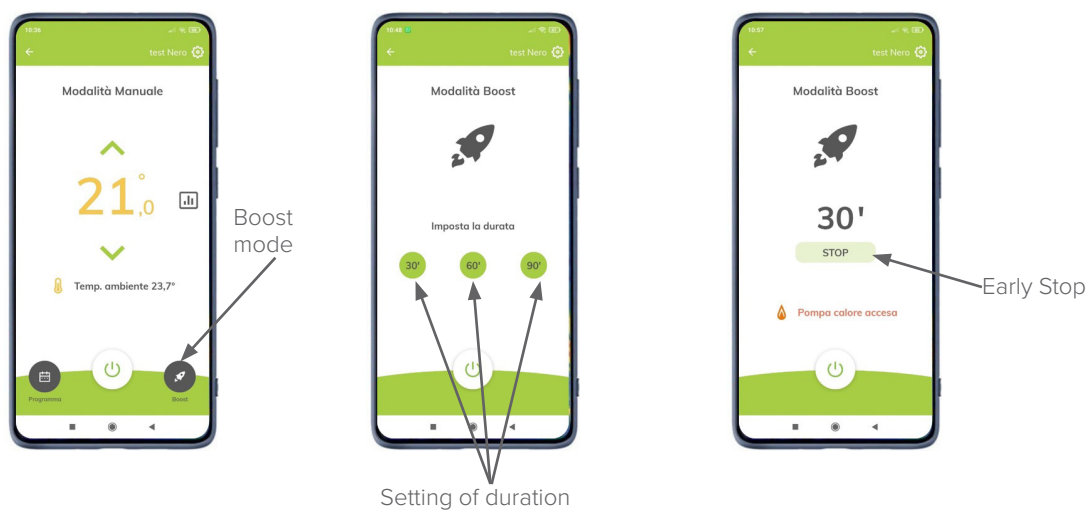 10:36
test Nero
Modalità Manuale
21°,0
Temp. ambiente 23,7°
Programma
Boost
Boost
mode
10:48
test Nero
Modalità Boost
Imposta la durata
30' 60' 90'
Setting of duration
10:57
test Nero
Modalità Boost
30'
STOP
Pompa calore accesa
Early Stop